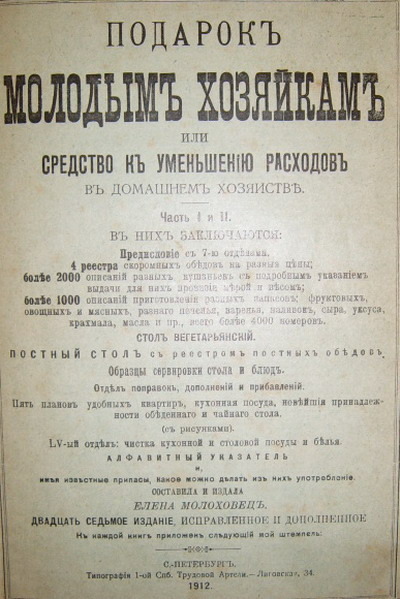 ПОДАРОКЪ
МОЛОДЫМЪ ХОЗЯЙКАМЪ
ИЛИ
СРЕДСТВО КЪ УМЕНЬШЕНІЮ РАСХОДОВЪ
ВЪ ДОМАШНЕМЪ ХОЗЯЙСТВѢ.
Часть I и II.
ВЪ НИХЪ ЗАКЛЮЧАЮТСЯ:
Предисловіе съ 7-ю отдѣлами.
4 реестра скоромныхъ обѣдовъ на разныя цѣны;
болѣе 2000 описаній разныхъ кушаньевъ съ подробнымъ указаніемъ
выдачи для нихъ провизіи мѣрой и вѣсомъ;
болѣе 1000 описаній приготовленія разныхъ запасовъ: фруктовыхъ,
овощныхъ и мясныхъ, разнаго печенья, варенья, наливокъ, сыра, уксуса,
крахмала, масла и пр., всего болѣе 4000 номеровъ.
СТОЛЪ ВЕГЕТАРЬЯНСКІЙ.
ПОСТНЫЙ СТОЛЪ съ реестромъ постныхъ обѣдовъ
Образцы сервировки стола и блюдъ.
Отдѣлъ поправокъ, дополненій и прибавленій.
Пять плановъ удобныхъ квартиръ, кухонная посуда, новѣйшія принадлеж-
ности обѣденнаго и чайнаго стола.
(съ рисунками).
LV-ый отдѣлъ: чистка кухонной и столовой посуды и бѣлья.
АЛФАВИТНЫЙ УКАЗАТЕЛЬ
и,
имѣя извѣстные припасы, какое можно дѣлать изъ нихъ употребленіе.
СОСТАВИЛА И ИЗДАЛА
ЕЛЕНА МОЛОХОВЕЦЪ.
ДВАДЦАТЬ СЕДЬМОЕ ИЗДАНІЕ, ИСПРАВЛЕННОЕ И ДОПОЛНЕННОЕ
Къ каждой книгѣ приложенъ слѣдующій мой штемпель:
С.-ПЕТЕРБУРГЪ.
Типографія 1-ой Спб. Трудовой Артели.—Лиговская, 34.
1912.